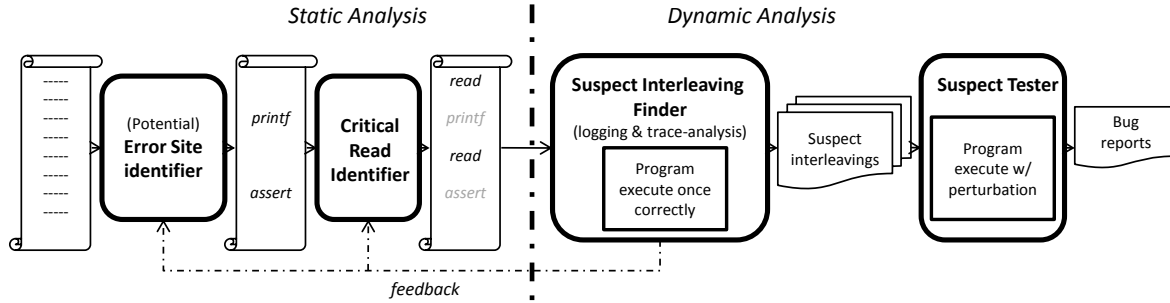 Static Analysis
Dynamic Analysis
-----
-----
-----
-----
-----
-----
-----
-----
-----
(Potential)
Error Site
identifier
printf
assert
Critical
Read
Identifier
read
printf
read
assert
Suspect Interleaving
Finder
(logging & trace-analysis)
Program
execute once
correctly
Suspect
interleavings
Suspect Tester
Program
execute w/
perturbation
Bug
reports
feedback